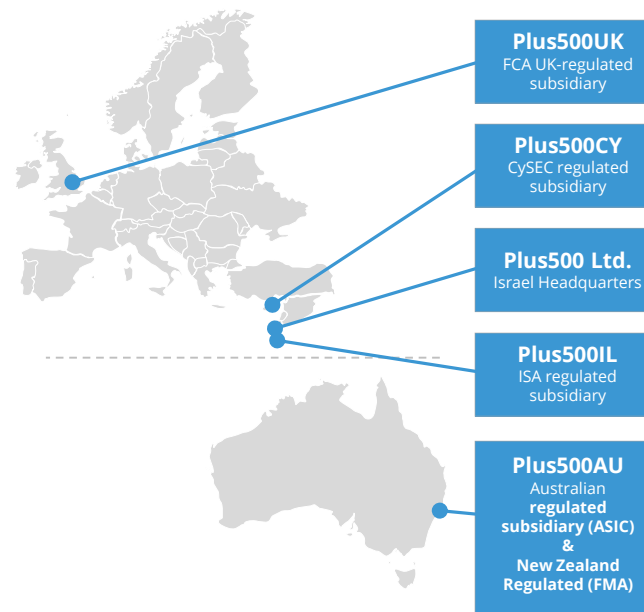 Plus500UK
FCA UK-regulated
subsidiary
Plus500CY
CySEC regulated
subsidiary
Plus500 Ltd.
Israel Headquarters
Plus500IL
ISA regulated
subsidiary
Plus500AU
Australian
regulated
subsidiary (ASIC)
&
New Zealand
Regulated (FMA)